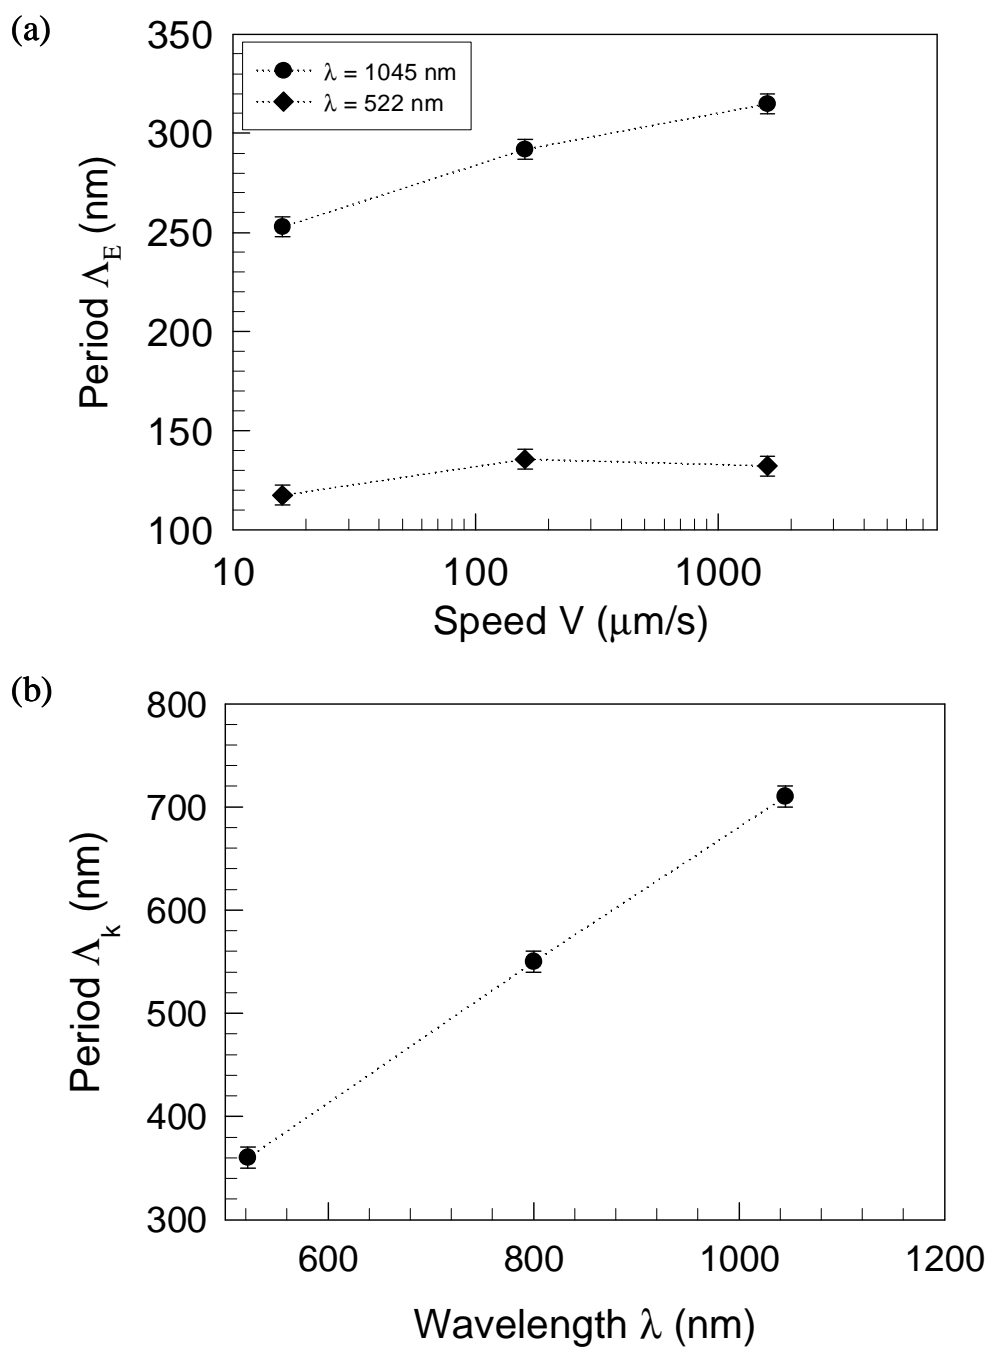 (a)
350
λ = 1045 nm
λ = 522 nm
300
250
200
150
100
Period Λ_E (nm)
10 100 1000
Speed V (μm/s)
(b)
800
700
600
500
400
300
Period Λ_k (nm)
600 800 1000 1200
Wavelength λ (nm)